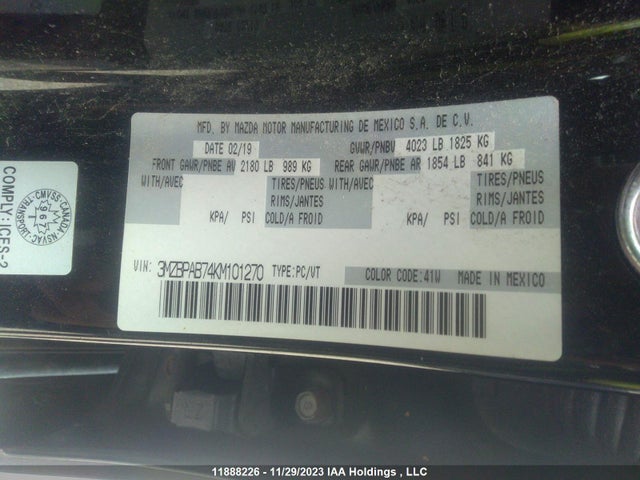 MFD. BY MAZDA MOTOR MANUFACTURING DE MEXICO S.A. DE C.V.
DATE 02/19 GVWR/PNBV 4023 LB 1825 KG
FRONT GAWR/PNBE AV 2180 LB 989 KG REAR GAWR/PNBE AR 1854 LB 841 KG
WITH/AVEC TIRES/PNEUS WITH/AVEC TIRES/PNEUS
RIMS/JANTES RIMS/JANTES
KPA/ PSI COLD/A FROID KPA/ PSI COLD/A FROID
VIN: 3MZBPAB74KM101270 TYPE:PC/VT COLOR CODE:41W MADE IN MEXICO
COMPLY:ICES-2
CANADA
TRANSPORT
11888226 - 11/29/2023 IAA Holdings , LLC